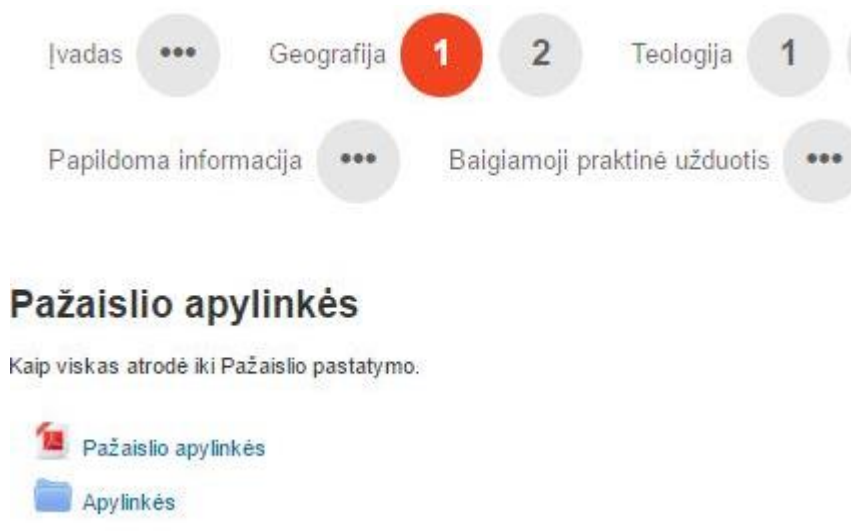 Įvadas ••• Geografija 1 2 Teologija 1
Papildoma informacija ••• Baigiamoji praktinė užduotis •••
Pažaislio apylinkės
Kaip viskas atrodė iki Pažaislio pastatymo.
Pažaislio apylinkės
Apylinkės